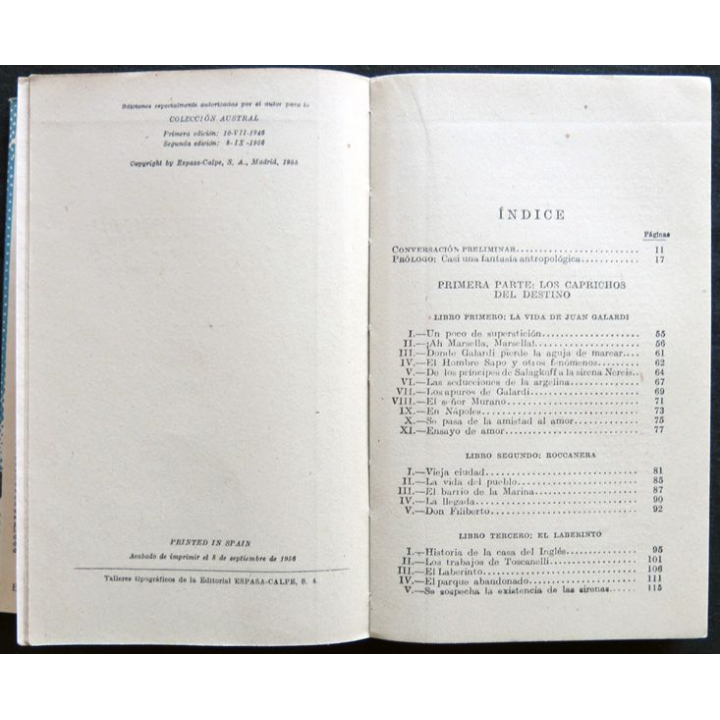 Ediciones especialmente autorizadas por el autor para la
COLECCIÓN AUSTRAL
Primera edición: 10-VII-1946
Segunda edición: 8-IX-1956
Copyright by Espasa-Calpe, S. A., Madrid, 1955
PRINTED IN SPAIN
Acabado de imprimir el 8 de septiembre de 1956
Talleres tipográficos de la Editorial ESPASA-CALPE, S. A.
ÍNDICE
Páginas
CONVERSACIÓN PRELIMINAR 11
PRÓLOGO: Casi una fantasía antropológica 17
PRIMERA PARTE: LOS CAPRICHOS
DEL DESTINO
LIBRO PRIMERO: LA VIDA DE JUAN GALARDI
I.—Un poco de superstición 55
II.—¡Ah Marsella, Marsella! 56
III.—Donde Galardi pierde la aguja de marear 61
IV.—El Hombre Sapo y otros fenómenos 62
V.—De los príncipes de Salagkoff a la sirena Nereis 64
VI.—Las seducciones de la argelina 67
VII.—Los apuros de Galardi 69
VIII.—El señor Murano 71
IX.—En Nápoles 73
X.—Se pasa de la amistad al amor 75
XI.—Ensayo de amor 77
LIBRO SEGUNDO: ROCCANERA
I.—Vieja ciudad 81
II.—La vida del pueblo 85
III.—El barrio de la Marina 87
IV.—La llegada 90
V.—Don Filiberto 92
LIBRO TERCERO: EL LABERINTO
I.—Historia de la casa del Inglés 95
II.—Los trabajos de Toscanelli 101
III.—El Laberinto 106
IV.—El parque abandonado 111
V.—Se sospecha la existencia de las sirenas 115